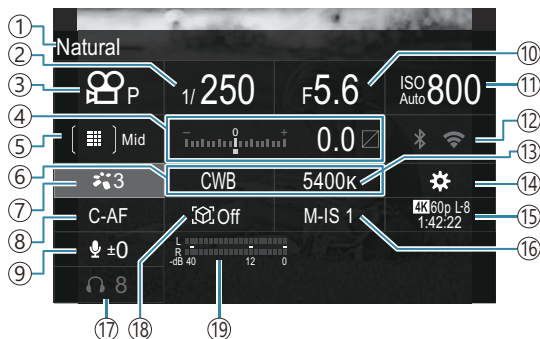 ① Natural
② ⑩
③ P 1/ 250 F5.6 ISO Auto 800 ⑪
④ ⑫
⑤ Mid − 0 + 0.0
⑥ ⑬
⑦ 3 CWB 5400K ⑭
⑧ C-AF Off M-IS 1 4K 60p L-8 ⑮
1:42:22
⑨ ±0 L ⑯
R
-dB 40 12 0
8
⑰ ⑱ ⑲